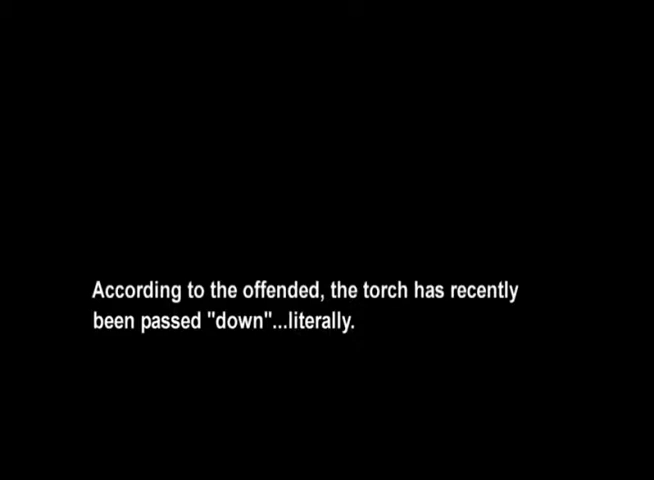 According to the offended, the torch has recently
been passed "down"...literally.